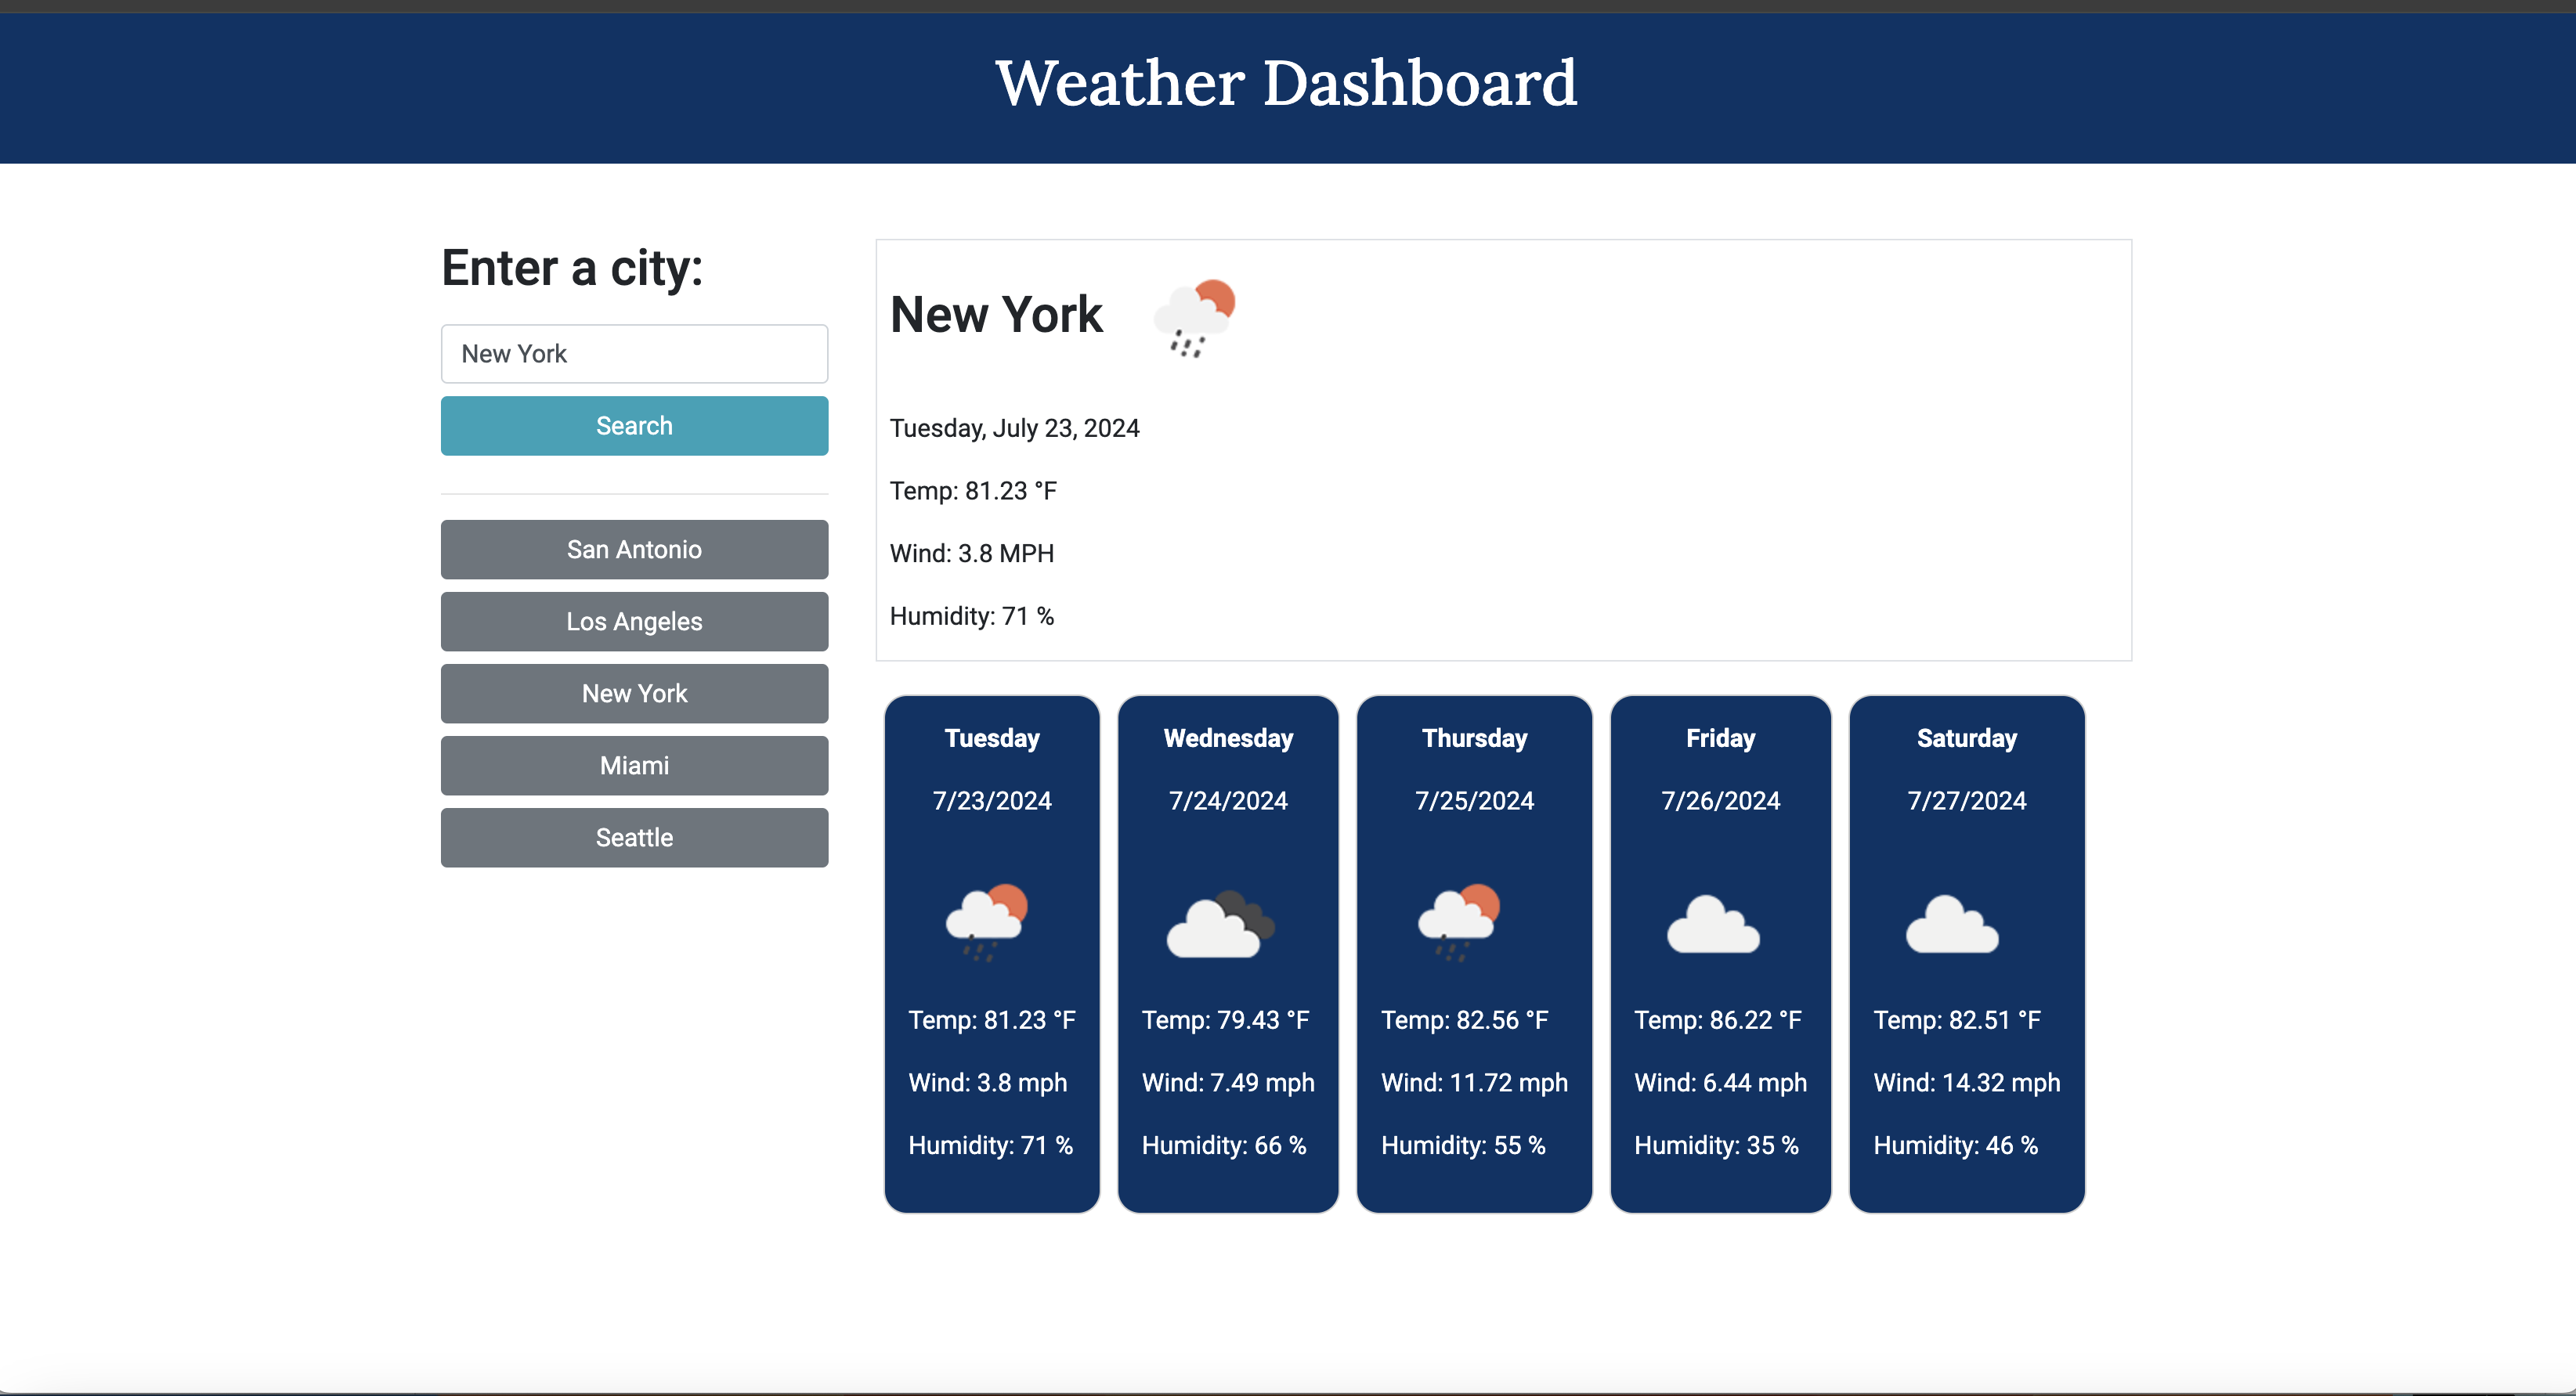 Weather Dashboard
Enter a city:
New York
Search
San Antonio
Los Angeles
New York
Miami
Seattle
New York
Tuesday, July 23, 2024
Temp: 81.23 °F
Wind: 3.8 MPH
Humidity: 71 %
Tuesday
7/23/2024
Temp: 81.23 °F
Wind: 3.8 mph
Humidity: 71 %
Wednesday
7/24/2024
Temp: 79.43 °F
Wind: 7.49 mph
Humidity: 66 %
Thursday
7/25/2024
Temp: 82.56 °F
Wind: 11.72 mph
Humidity: 55 %
Friday
7/26/2024
Temp: 86.22 °F
Wind: 6.44 mph
Humidity: 35 %
Saturday
7/27/2024
Temp: 82.51 °F
Wind: 14.32 mph
Humidity: 46 %